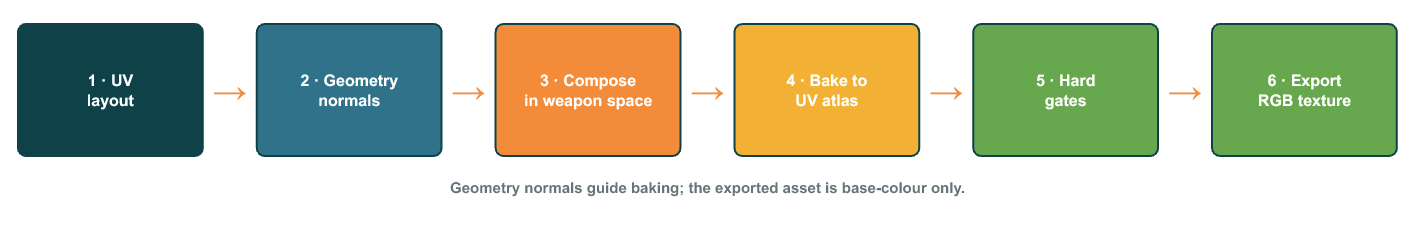 1 · UV
layout
2 · Geometry
normals
3 · Compose
in weapon space
4 · Bake to
UV atlas
5 · Hard
gates
6 · Export
RGB texture
Geometry normals guide baking; the exported asset is base-colour only.